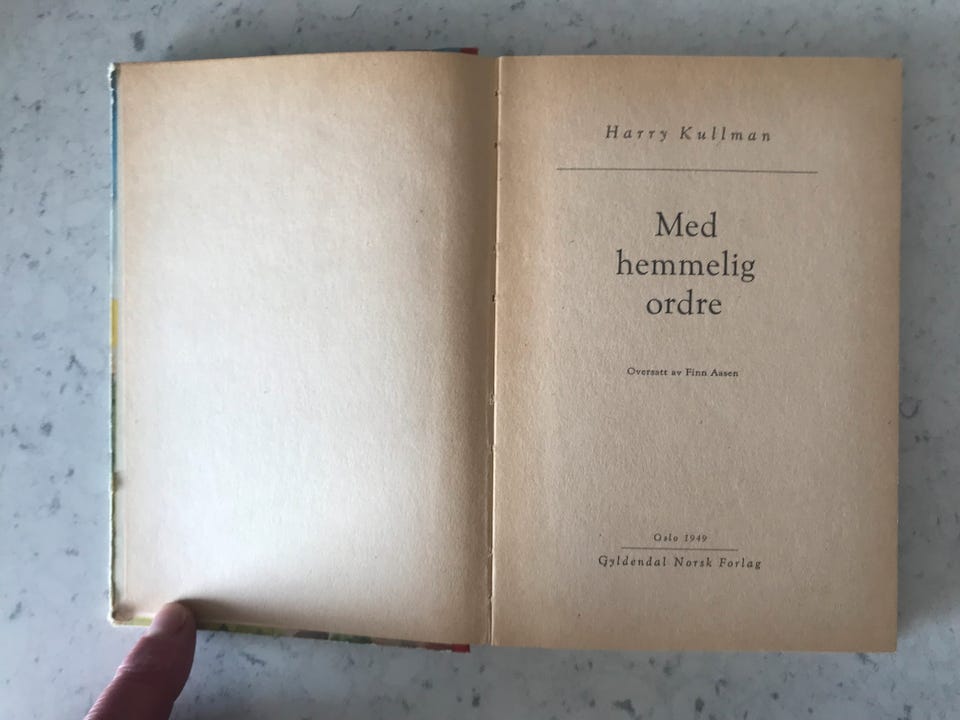 Harry Kullman
Med
hemmelig
ordre
Oversatt av Finn Aasen
Oslo 1949
Gyldendal Norsk Forlag